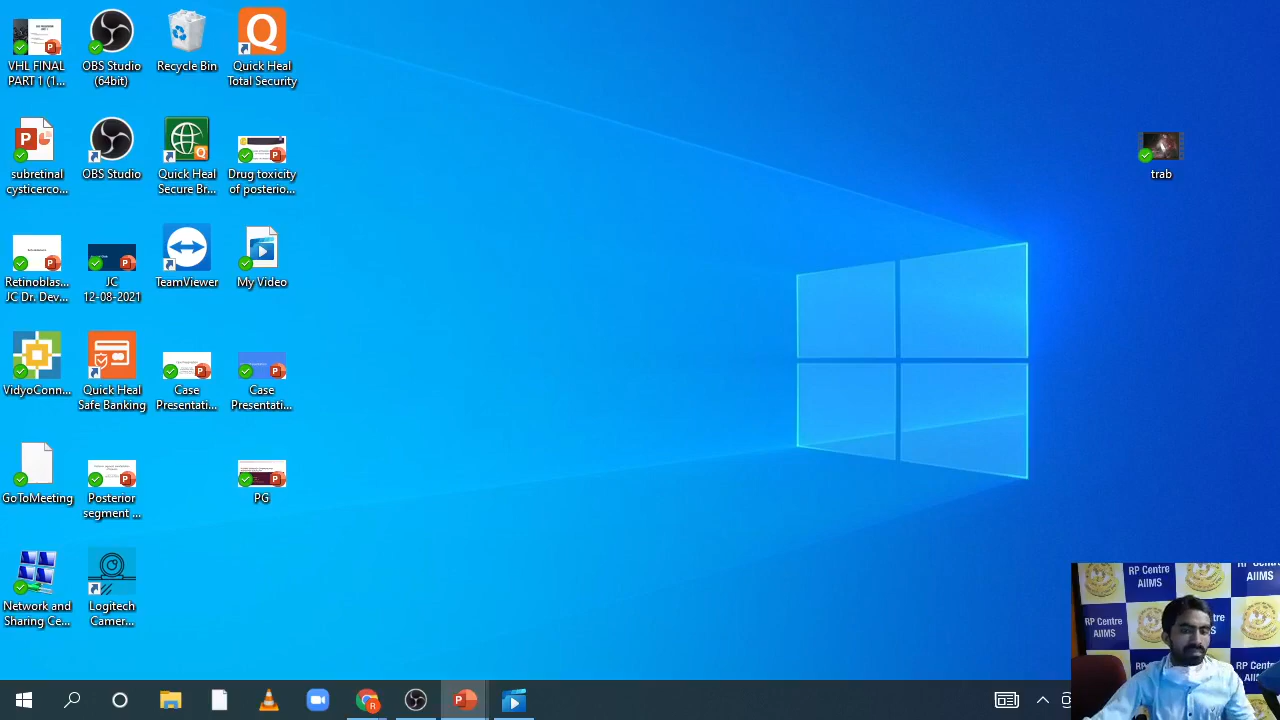 VHL FINAL
PART 1 (1...
OBS Studio
(64bit)
Recycle Bin
Quick Heal
Total Security
subretinal
cysticerco...
OBS Studio
Quick Heal
Secure Br...
Drug toxicity
of posterio...
trab
Retinoblas...
JC Dr. Dev...
JC
12-08-2021
TeamViewer
My Video
VidyoConn...
Quick Heal
Safe Banking
Case
Presentati...
Case
Presentati...
GoToMeeting
Posterior
segment ...
PG
Network and
Sharing Ce...
Logitech
Camer...
RP Centre
AIIMS
RP Centre
AIIMS
RP Centre
AIIMS